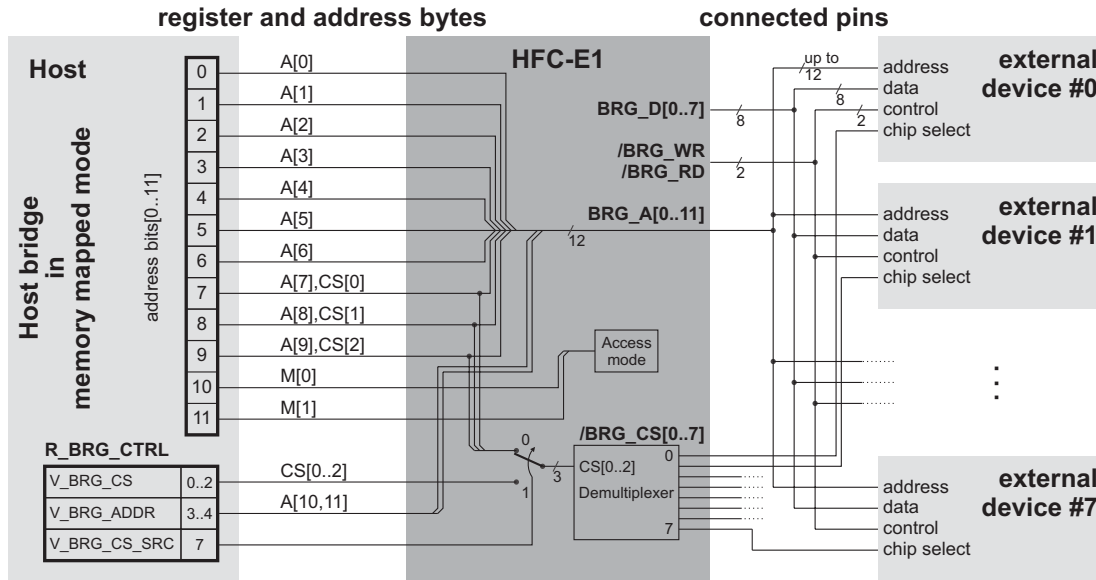 register and address bytes
connected pins
Host
Host bridge
in
memory mapped mode
address bits[0..11]
0
1
2
3
4
5
6
7
8
9
10
11
A[0]
A[1]
A[2]
A[3]
A[4]
A[5]
A[6]
A[7],CS[0]
A[8],CS[1]
A[9],CS[2]
M[0]
M[1]
R_BRG_CTRL
V_BRG_CS 0..2
V_BRG_ADDR 3..4
V_BRG_CS_SRC 7
CS[0..2]
A[10,11]
HFC-E1
BRG_D[0..7]
8
/BRG_WR
/BRG_RD
2
BRG_A[0..11]
12
Access
mode
/BRG_CS[0..7]
0
1
3
CS[0..2]
Demultiplexer
0
7
up to
12
8
2
external
device #0
address
data
control
chip select
external
device #1
address
data
control
chip select
external
device #7
address
data
control
chip select